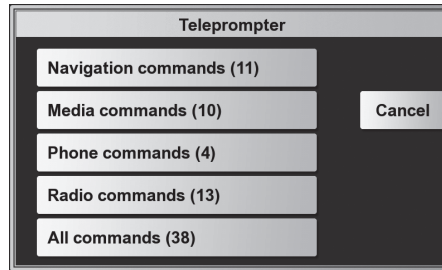 Teleprompter
Navigation commands (11)
Media commands (10)
Cancel
Phone commands (4)
Radio commands (13)
All commands (38)